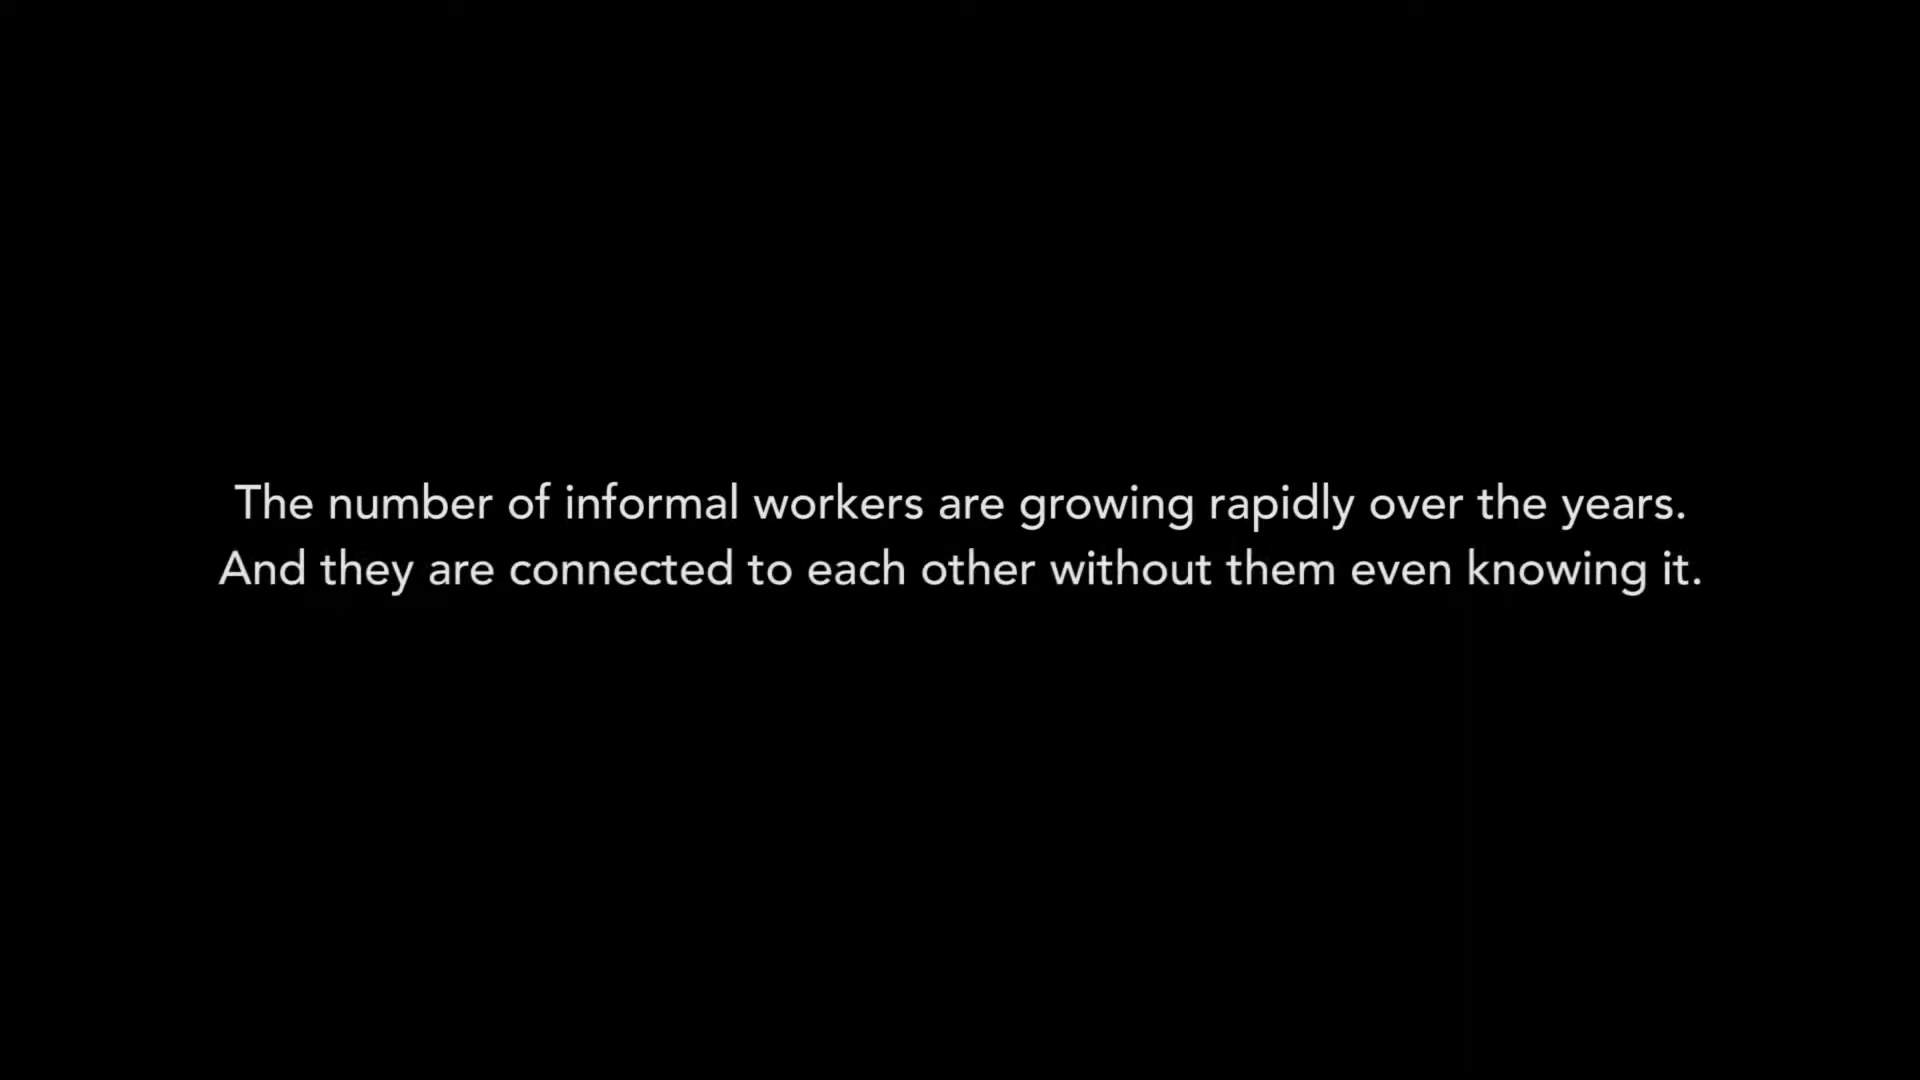 The number of informal workers are growing rapidly over the years.
And they are connected to each other without them even knowing it.